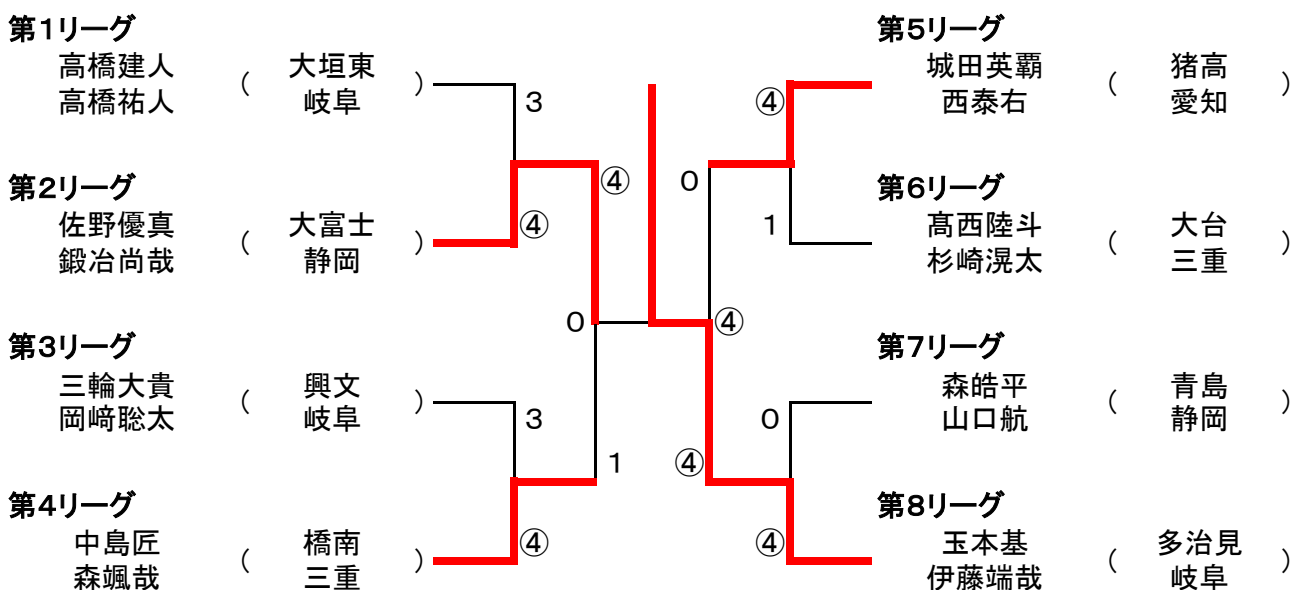 第1リーグ
高橋建人 ( 大垣東 )
高橋祐人 岐阜
3
第2リーグ
佐野優真 ( 大富士 )
鍛冶尚哉 静岡
④
④
第3リーグ
三輪大貴 ( 興文 )
岡﨑聡太 岐阜
3
第4リーグ
中島匠 ( 橋南 )
森颯哉 三重
④
1
0
④
第5リーグ
城田英覇 ( 猪高 )
西泰右 愛知
④
0
第6リーグ
髙西陸斗 ( 大台 )
杉崎滉太 三重
1
第7リーグ
森皓平 ( 青島 )
山口航 静岡
0
④
第8リーグ
玉本基 ( 多治見 )
伊藤端哉 岐阜
④